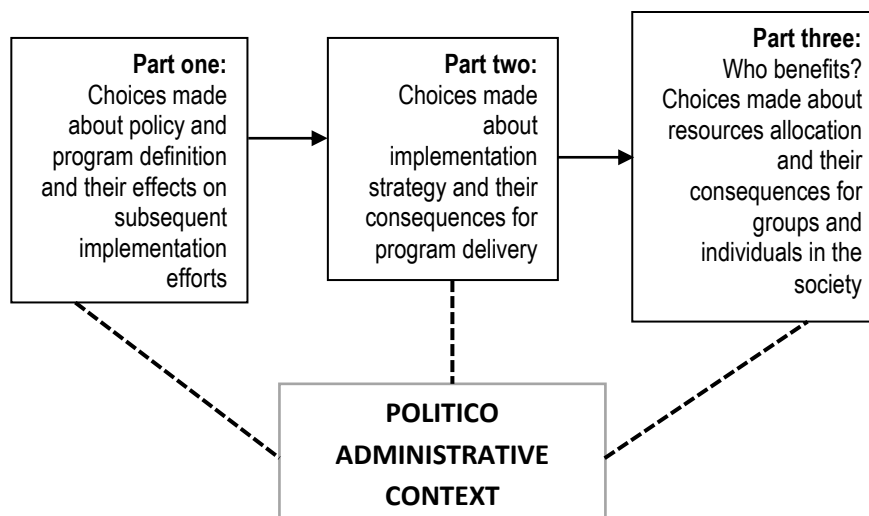 Part one:
Choices made
about policy and
program definition
and their effects on
subsequent
implementation
efforts
Part two:
Choices made
about
implementation
strategy and their
consequences for
program delivery
Part three:
Who benefits?
Choices made about
resources allocation
and their
consequences for
groups and
individuals in the
society
POLITICO
ADMINISTRATIVE
CONTEXT